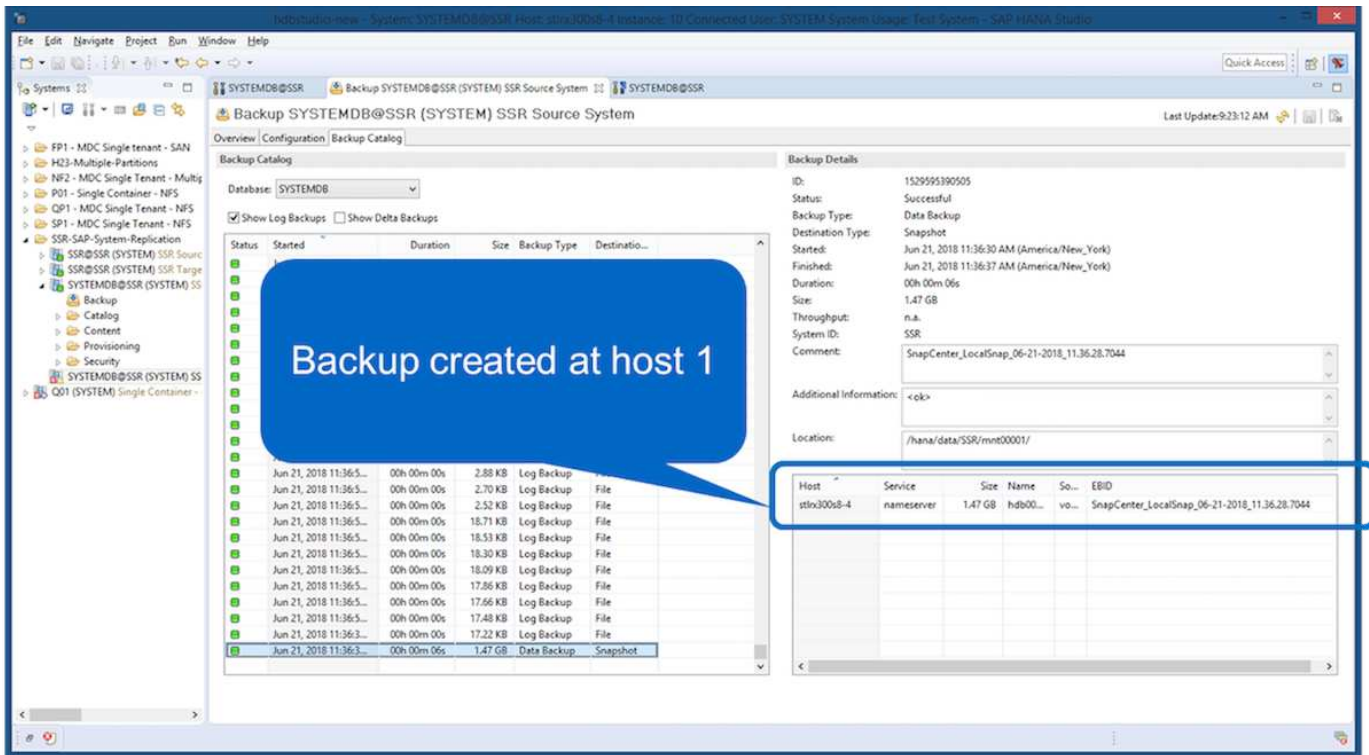 hdbstudio-new - System: SYSTEMDB@SSR Host: stlrx300s8-4 Instance: 10 Connected User: SYSTEM System Usage: Test System - SAP HANA Studio
File Edit Navigate Project Run Window Help
Quick Access
Systems
SYSTEMDB@SSR
Backup SYSTEMDB@SSR (SYSTEM) SSR Source System
SYSTEMDB@SSR
FP1 - MDC Single tenant - SAN
H23-Multiple-Partitions
NF2 - MDC Single Tenant - Multip
P01 - Single Container - NFS
QP1 - MDC Single Tenant - NFS
SP1 - MDC Single Tenant - NFS
SSR-SAP-System-Replication
SSR@SSR (SYSTEM) SSR Sourc
SSR@SSR (SYSTEM) SSR Targe
SYSTEMDB@SSR (SYSTEM) SS
Backup
Catalog
Content
Provisioning
Security
SYSTEMDB@SSR (SYSTEM) SS
Q01 (SYSTEM) Single Container -
Backup SYSTEMDB@SSR (SYSTEM) SSR Source System
Last Update:9:23:12 AM
Overview Configuration Backup Catalog
Backup Catalog
Database: SYSTEMDB
Show Log Backups Show Delta Backups
Status Started Duration Size Backup Type Destinatio...
Backup created at host 1
Jun 21, 2018 11:36:5... 00h 00m 00s 2.88 KB Log Backup
Jun 21, 2018 11:36:5... 00h 00m 00s 2.70 KB Log Backup File
Jun 21, 2018 11:36:5... 00h 00m 00s 2.52 KB Log Backup File
Jun 21, 2018 11:36:5... 00h 00m 00s 18.71 KB Log Backup File
Jun 21, 2018 11:36:5... 00h 00m 00s 18.53 KB Log Backup File
Jun 21, 2018 11:36:5... 00h 00m 00s 18.30 KB Log Backup File
Jun 21, 2018 11:36:5... 00h 00m 00s 18.09 KB Log Backup File
Jun 21, 2018 11:36:5... 00h 00m 00s 17.86 KB Log Backup File
Jun 21, 2018 11:36:5... 00h 00m 00s 17.66 KB Log Backup File
Jun 21, 2018 11:36:5... 00h 00m 00s 17.48 KB Log Backup File
Jun 21, 2018 11:36:3... 00h 00m 00s 17.22 KB Log Backup File
Jun 21, 2018 11:36:3... 00h 00m 06s 1.47 GB Data Backup Snapshot
Backup Details
ID: 1529595390505
Status: Successful
Backup Type: Data Backup
Destination Type: Snapshot
Started: Jun 21, 2018 11:36:30 AM (America/New_York)
Finished: Jun 21, 2018 11:36:37 AM (America/New_York)
Duration: 00h 00m 06s
Size: 1.47 GB
Throughput: n.a.
System ID: SSR
Comment: SnapCenter_LocalSnap_06-21-2018_11.36.28.7044
Additional Information: <ok>
Location: /hana/data/SSR/mnt00001/
Host Service Size Name So... EBID
stlrx300s8-4 nameserver 1.47 GB hdb00... vo... SnapCenter_LocalSnap_06-21-2018_11.36.28.7044